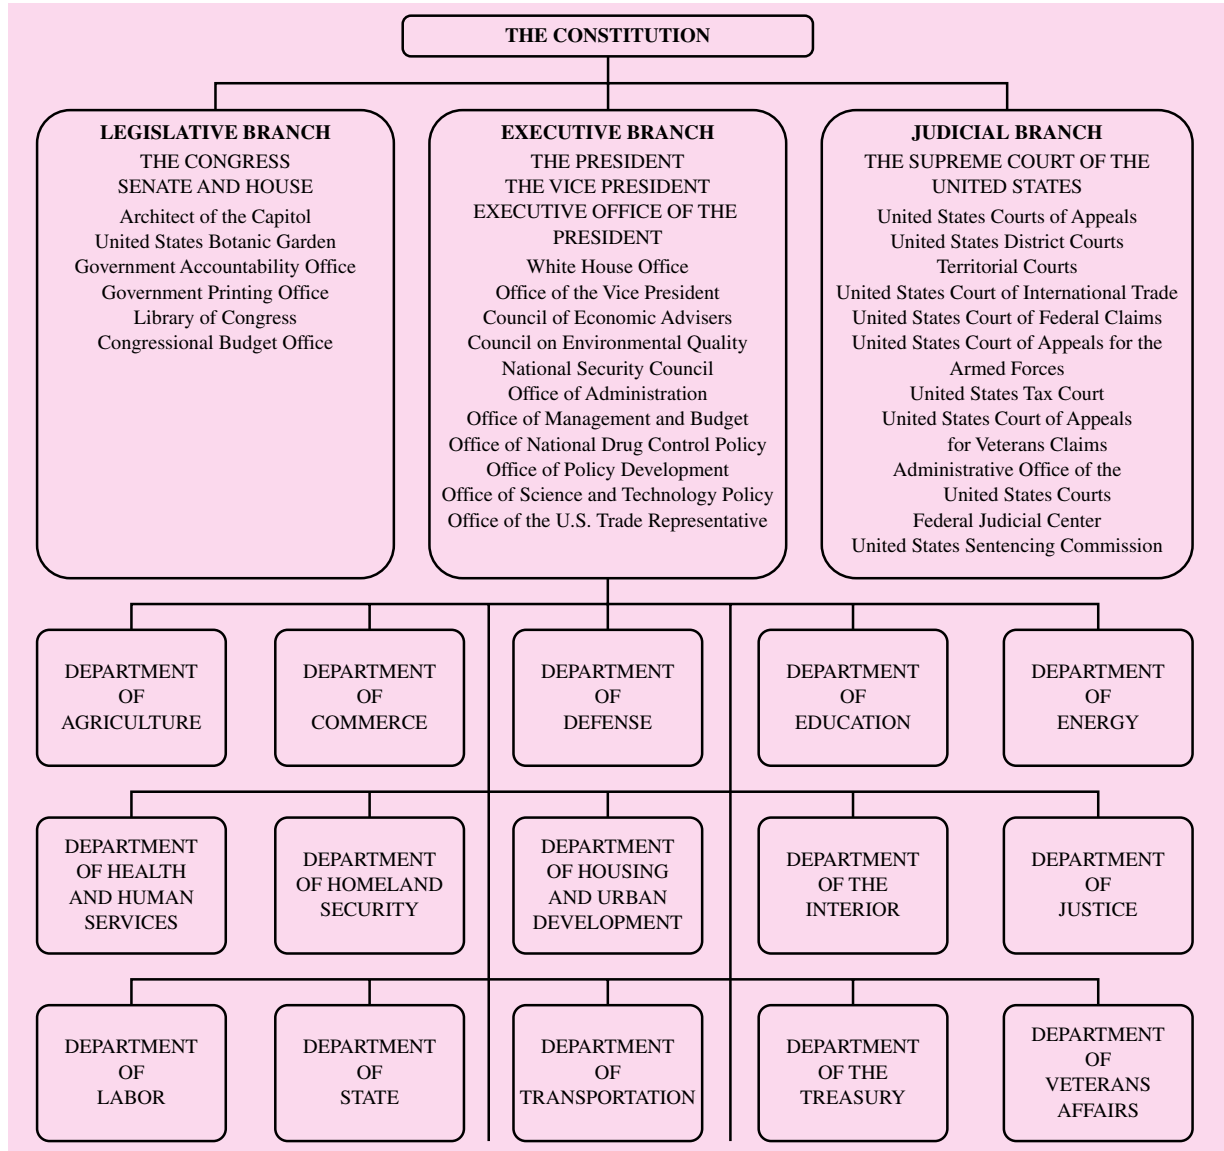 THE CONSTITUTION
LEGISLATIVE BRANCH
THE CONGRESS
SENATE AND HOUSE
Architect of the Capitol
United States Botanic Garden
Government Accountability Office
Government Printing Office
Library of Congress
Congressional Budget Office
EXECUTIVE BRANCH
THE PRESIDENT
THE VICE PRESIDENT
EXECUTIVE OFFICE OF THE
PRESIDENT
White House Office
Office of the Vice President
Council of Economic Advisers
Council on Environmental Quality
National Security Council
Office of Administration
Office of Management and Budget
Office of National Drug Control Policy
Office of Policy Development
Office of Science and Technology Policy
Office of the U.S. Trade Representative
JUDICIAL BRANCH
THE SUPREME COURT OF THE
UNITED STATES
United States Courts of Appeals
United States District Courts
Territorial Courts
United States Court of International Trade
United States Court of Federal Claims
United States Court of Appeals for the
Armed Forces
United States Tax Court
United States Court of Appeals
for Veterans Claims
Administrative Office of the
United States Courts
Federal Judicial Center
United States Sentencing Commission
DEPARTMENT
OF
AGRICULTURE
DEPARTMENT
OF
COMMERCE
DEPARTMENT
OF
DEFENSE
DEPARTMENT
OF
EDUCATION
DEPARTMENT
OF
ENERGY
DEPARTMENT
OF HEALTH
AND HUMAN
SERVICES
DEPARTMENT
OF HOMELAND
SECURITY
DEPARTMENT
OF HOUSING
AND URBAN
DEVELOPMENT
DEPARTMENT
OF THE
INTERIOR
DEPARTMENT
OF
JUSTICE
DEPARTMENT
OF
LABOR
DEPARTMENT
OF
STATE
DEPARTMENT
OF
TRANSPORTATION
DEPARTMENT
OF THE
TREASURY
DEPARTMENT
OF
VETERANS
AFFAIRS